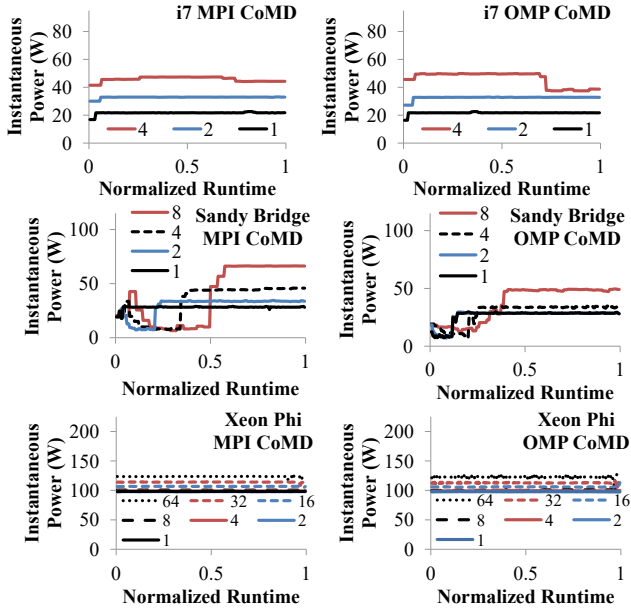 i7 MPI CoMD
Instantaneous
Power (W)
80
60
40
20
0
4 2 1
0 0.5 1
Normalized Runtime
i7 OMP CoMD
Instantaneous
Power (W)
80
60
40
20
0
4 2 1
0 0.5 1
Normalized Runtime
Sandy Bridge
MPI CoMD
8
4
2
1
Instantaneous
Power (W)
100
50
0
0 0.5 1
Normalized Runtime
Sandy Bridge
OMP CoMD
8
4
2
1
Instantaneous
Power (W)
100
50
0
0 0.5 1
Normalized Runtime
Xeon Phi
MPI CoMD
Instantaneous
Power (W)
200
150
100
50
0
64 32 16
8 4 2
1
0 0.5 1
Normalized Runtime
Xeon Phi
OMP CoMD
Instantaneous
Power (W)
200
150
100
50
0
64 32 16
8 4 2
1
0 0.5 1
Normalized Runtime